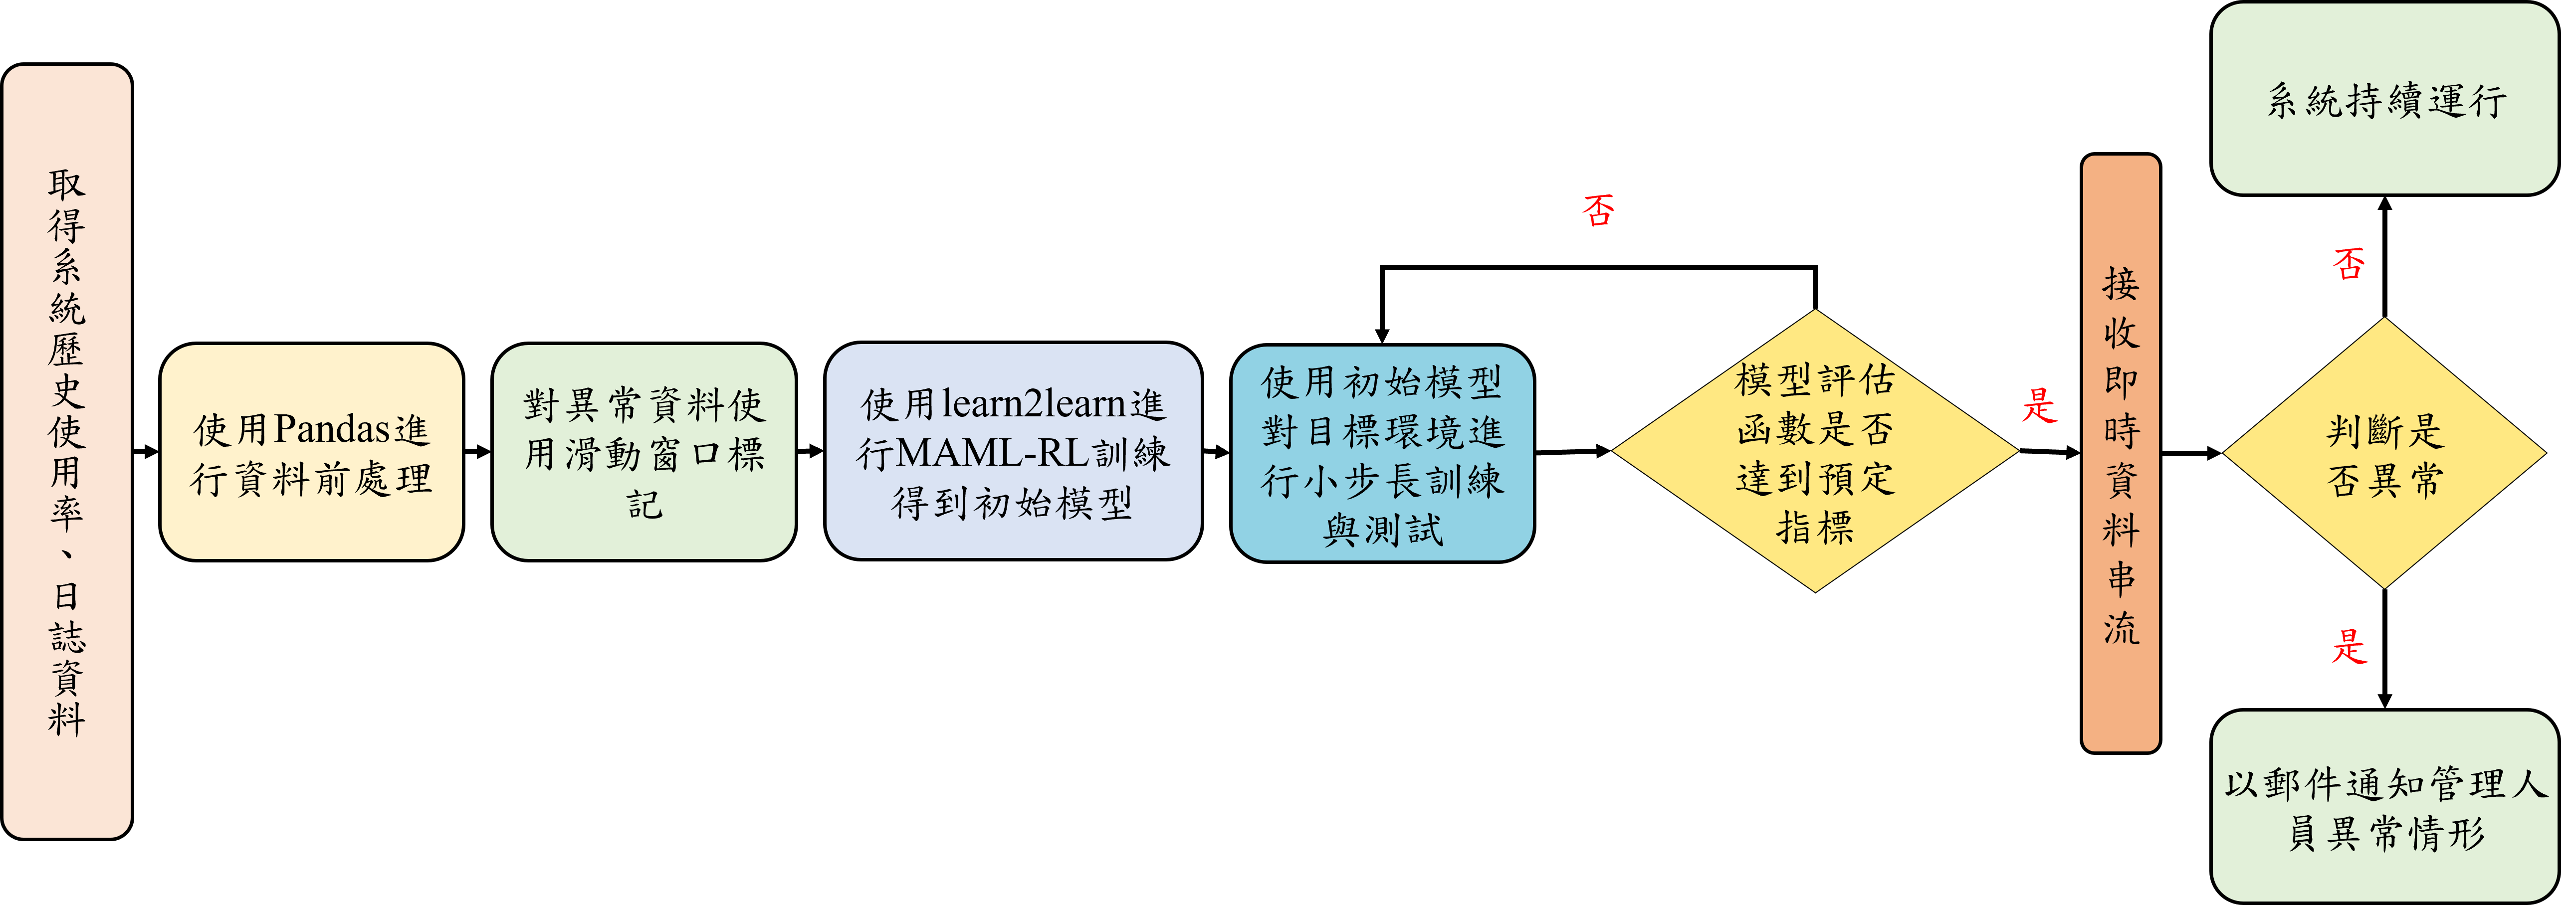 取得系統歷史使用率、日誌資料
使用Pandas進
行資料前處理
對異常資料使
用滑動窗口標
記
使用learn2learn進
行MAML-RL訓練
得到初始模型
使用初始模型
對目標環境進
行小步長訓練
與測試
否
模型評估
函數是否
達到預定
指標
是
接收即時資料串流
判斷是
否異常
否
系統持續運行
是
以郵件通知管理人
員異常情形